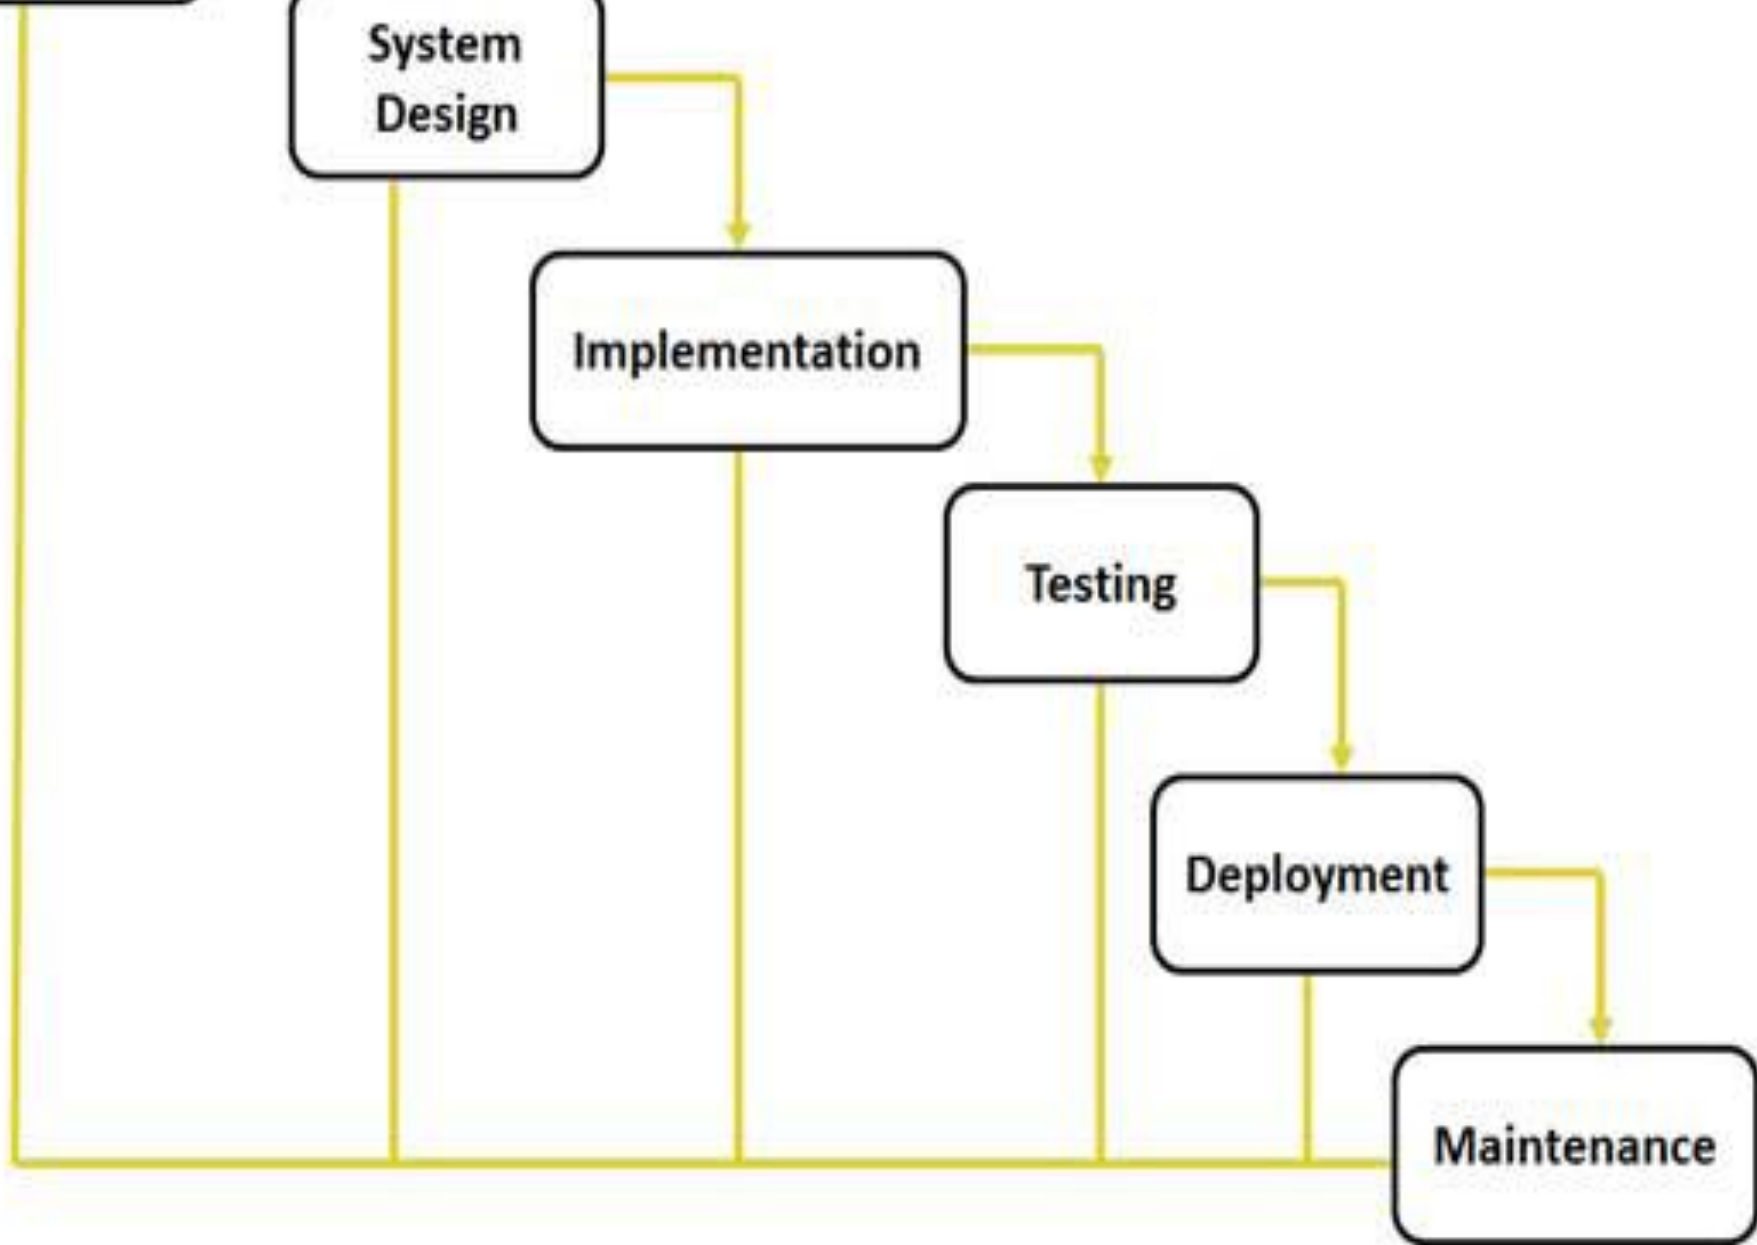 System
Design
Implementation
Testing
Deployment
Maintenance